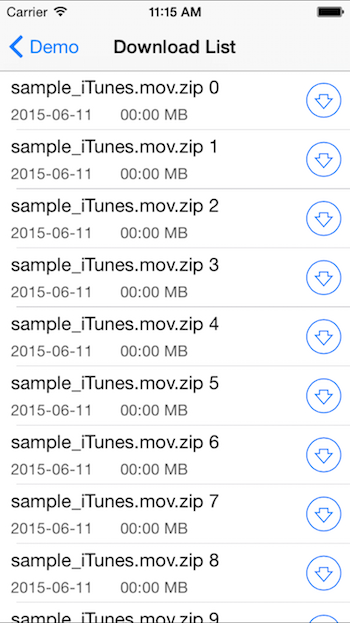 Carrier 11:15 AM
Demo Download List
sample_iTunes.mov.zip 0
2015-06-11 00:00 MB
sample_iTunes.mov.zip 1
2015-06-11 00:00 MB
sample_iTunes.mov.zip 2
2015-06-11 00:00 MB
sample_iTunes.mov.zip 3
2015-06-11 00:00 MB
sample_iTunes.mov.zip 4
2015-06-11 00:00 MB
sample_iTunes.mov.zip 5
2015-06-11 00:00 MB
sample_iTunes.mov.zip 6
2015-06-11 00:00 MB
sample_iTunes.mov.zip 7
2015-06-11 00:00 MB
sample_iTunes.mov.zip 8
2015-06-11 00:00 MB
sample_iTunes.mov.zip 9